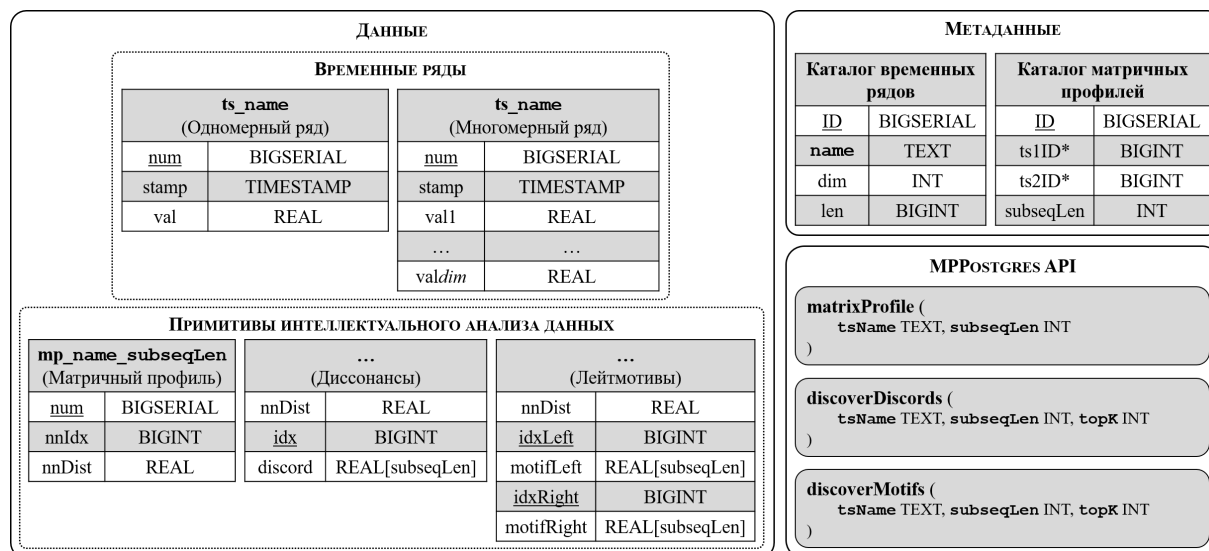 ДАННЫЕ
ВРЕМЕННЫЕ РЯДЫ
ts_name
(Одномерный ряд)
num BIGSERIAL
stamp TIMESTAMP
val REAL
ts_name
(Многомерный ряд)
num BIGSERIAL
stamp TIMESTAMP
val1 REAL
… …
valdim REAL
ПРИМИТИВЫ ИНТЕЛЛЕКТУАЛЬНОГО АНАЛИЗА ДАННЫХ
mp_name_subseqLen
(Матричный профиль)
num BIGSERIAL
nnIdx BIGINT
nnDist REAL
…
(Диссонансы)
nnDist REAL
idx BIGINT
discord REAL[subseqLen]
…
(Лейтмотивы)
nnDist REAL
idxLeft BIGINT
motifLeft REAL[subseqLen]
idxRight BIGINT
motifRight REAL[subseqLen]
МЕТАДАННЫЕ
Каталог временных
рядов
ID BIGSERIAL
name TEXT
dim INT
len BIGINT
Каталог матричных
профилей
ID BIGSERIAL
ts1ID* BIGINT
ts2ID* BIGINT
subseqLen INT
MPPOSTGRES API
matrixProfile (
tsName TEXT, subseqLen INT
)
discoverDiscords (
tsName TEXT, subseqLen INT, topK INT
)
discoverMotifs (
tsName TEXT, subseqLen INT, topK INT
)